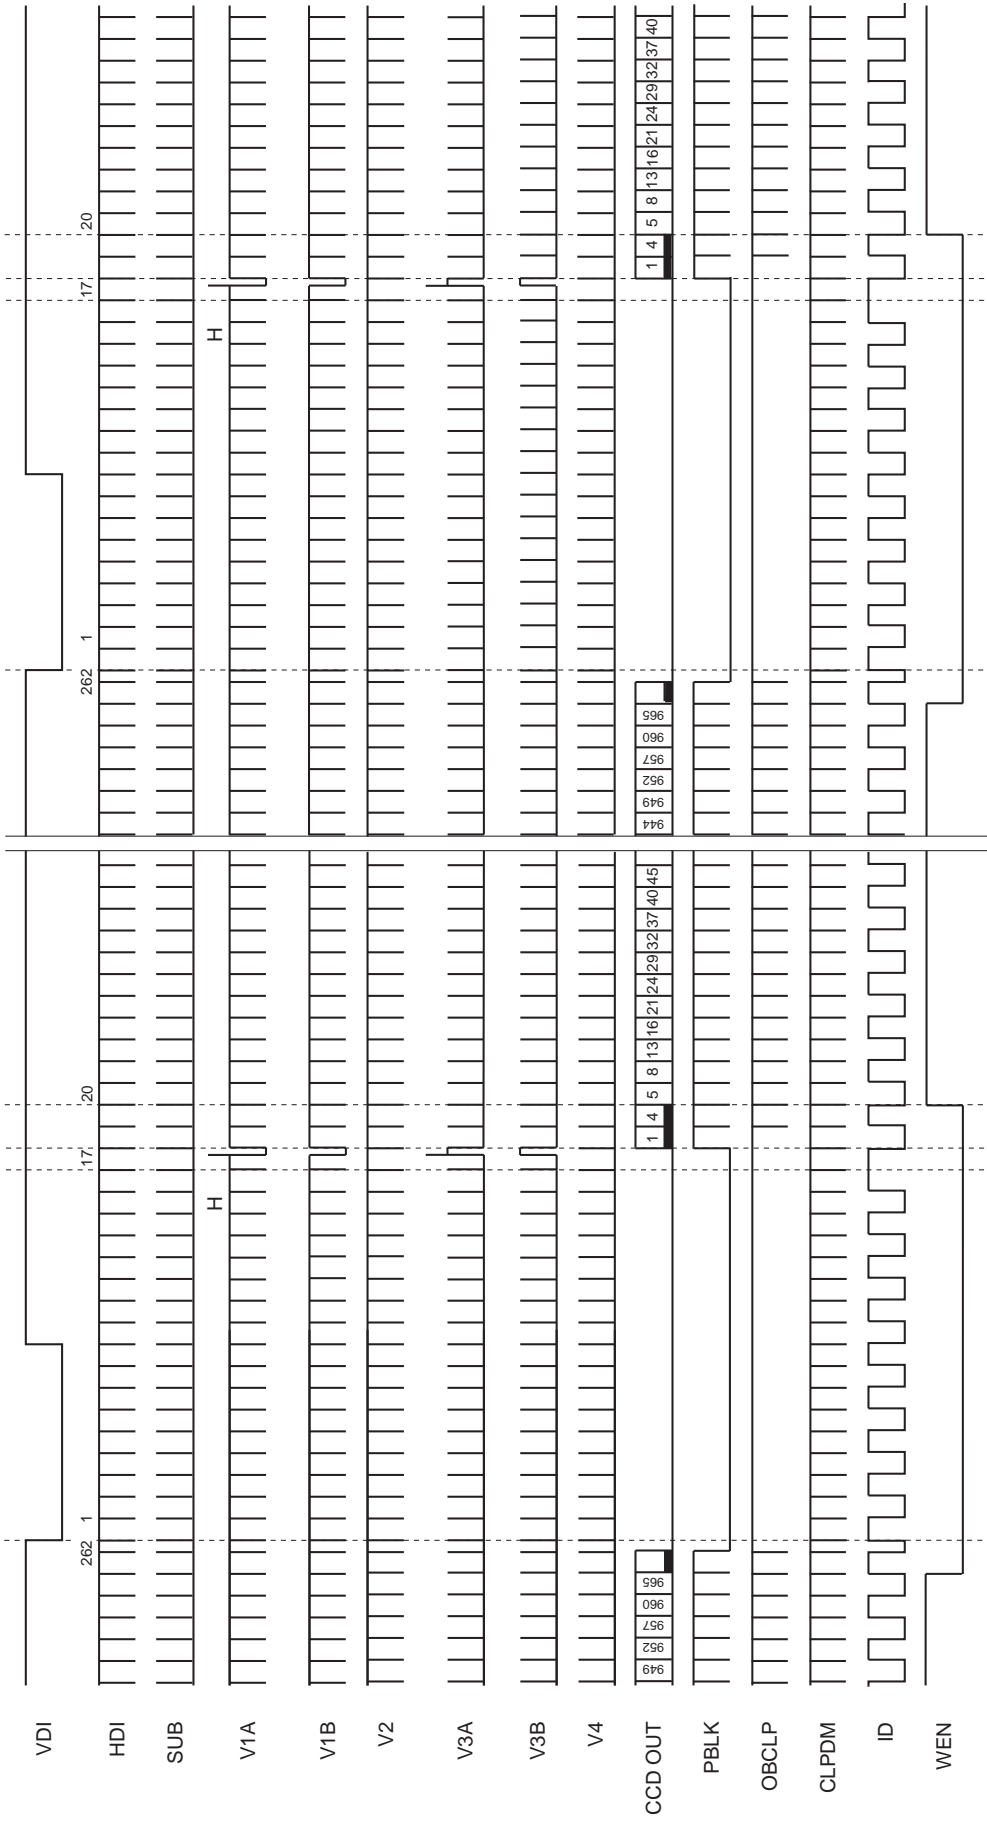 VDI
262 1 17 20 262 1 17 20
HDI
SUB
H H
V1A
V1B
V2
V3A
V3B
V4
CCD OUT 949 952 957 960 965 1 4 5 8 13 16 21 24 29 32 37 40 45 944 949 952 957 960 965 1 4 5 8 13 16 21 24 29 32 37 40
PBLK
OBCLP
CLPDM
ID
WEN